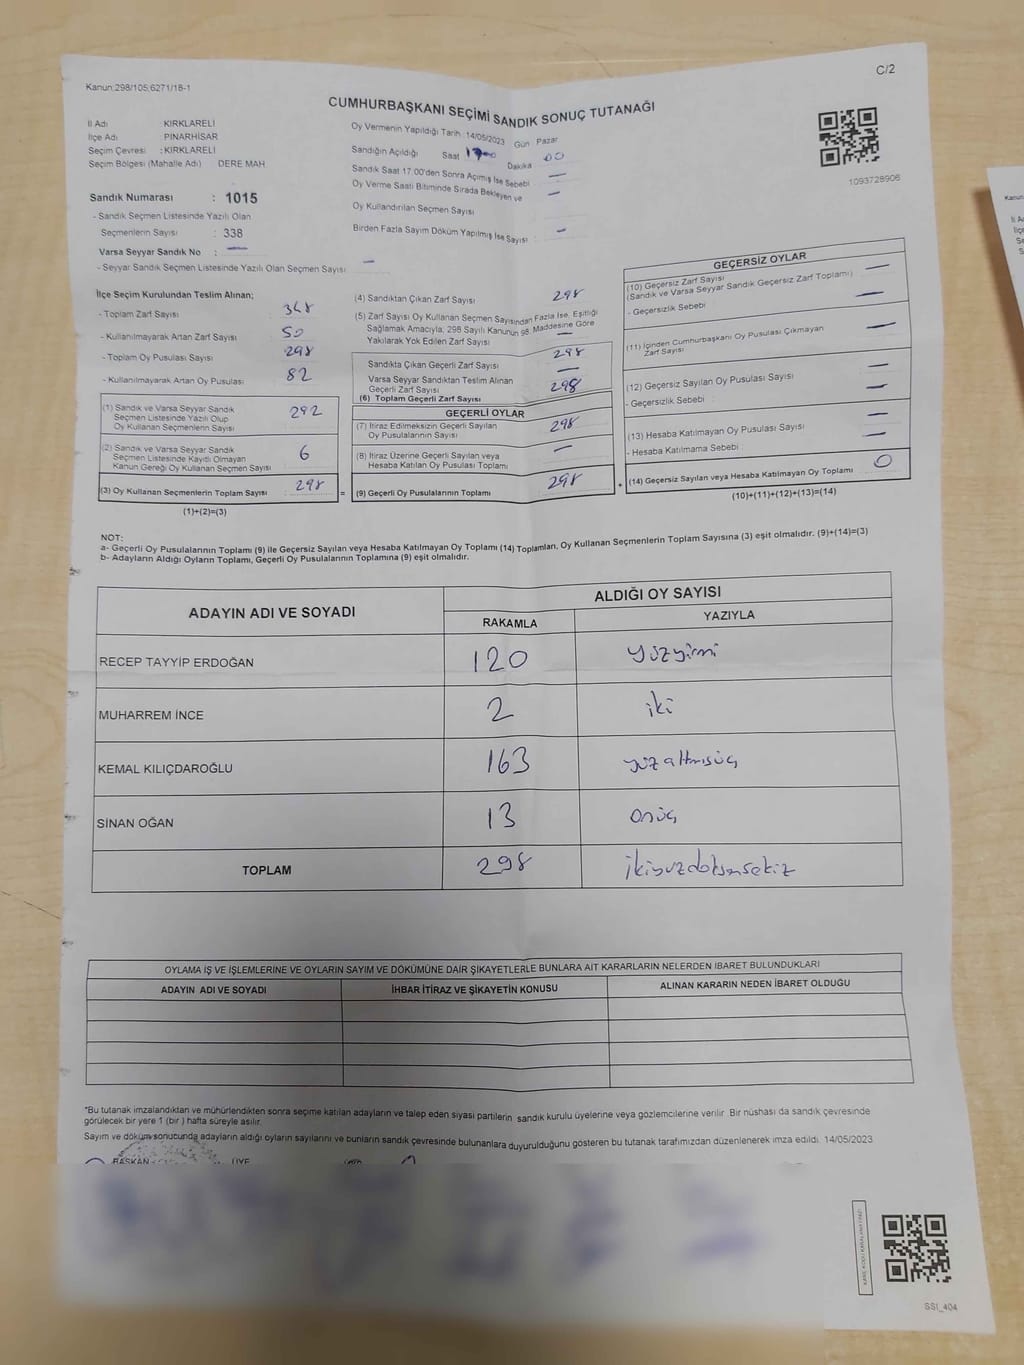 C/2
Kanun:298/105;6271/18-1
CUMHURBAŞKANI SEÇİMİ SANDIK SONUÇ TUTANAĞI
İl Adı KIRKLARELİ
İlçe Adı PINARHİSAR
Seçim Çevresi : KIRKLARELİ
Seçim Bölgesi (Mahalle Adı) DERE MAH
Sandık Numarası : 1015
- Sandık Seçmen Listesinde Yazılı Olan
Seçmenlerin Sayısı : 338
Varsa Seyyar Sandık No : —
- Seyyar Sandık Seçmen Listesinde Yazılı Olan Seçmen Sayısı —
Oy Vermenin Yapıldığı Tarih 14/05/2023 Gün Pazar
Sandığın Açıldığı Saat Dakika 00
Sandık Saat 17.00'den Sonra Açımış İse Sebebi —
Oy Verme Saati Bitiminde Sırada Bekleyen ve —
Oy Kullandırılan Seçmen Sayısı
Birden Fazla Sayım Döküm Yapılmış İse Sayısı : —
1093728906
İlçe Seçim Kurulundan Teslim Alınan;
- Toplam Zarf Sayısı 348
- Kullanılmayarak Artan Zarf Sayısı 50
- Toplam Oy Pusulası Sayısı 298
- Kullanılmayarak Artan Oy Pusulası 82
(1) Sandık ve Varsa Seyyar Sandık
Seçmen Listesinde Yazılı Olup
Oy Kullanan Seçmenlerin Sayısı 292
(2) Sandık ve Varsa Seyyar Sandık
Seçmen Listesinde Kayıtlı Olmayan
Kanun Gereği Oy Kullanan Seçmen Sayısı 6
(3) Oy Kullanan Seçmenlerin Toplam Sayısı 298 =
(1)+(2)=(3)
(4) Sandıktan Çıkan Zarf Sayısı 298
(5) Zarf Sayısı Oy Kullanan Seçmen Sayısından Fazla İse, Eşitliği
Sağlamak Amacıyla; 298 Sayılı Kanunun 98. Maddesine Göre
Yakılarak Yok Edilen Zarf Sayısı —
Sandıkta Çıkan Geçerli Zarf Sayısı 298
Varsa Seyyar Sandıktan Teslim Alınan
Geçerli Zarf Sayısı —
(6) Toplam Geçerli Zarf Sayısı 298
GEÇERLİ OYLAR
(7) İtiraz Edilmeksizin Geçerli Sayılan
Oy Pusulalarının Sayısı 298
(8) İtiraz Üzerine Geçerli Sayılan veya
Hesaba Katılan Oy Pusulası Toplamı —
(9) Geçerli Oy Pusulalarının Toplamı 298 +
GEÇERSİZ OYLAR
(10) Geçersiz Zarf Sayısı —
(Sandık ve Varsa Seyyar Sandık Geçersiz Zarf Toplamı)
- Geçersizlik Sebebi —
(11) İçinden Cumhurbaşkanı Oy Pusulası Çıkmayan
Zarf Sayısı —
(12) Geçersiz Sayılan Oy Pusulası Sayısı —
- Geçersizlik Sebebi : —
(13) Hesaba Katılmayan Oy Pusulası Sayısı —
- Hesaba Katılmama Sebebi —
(14) Geçersiz Sayılan veya Hesaba Katılmayan Oy Toplamı 0
(10)+(11)+(12)+(13)=(14)
NOT:
a- Geçerli Oy Pusulalarının Toplamı (9) ile Geçersiz Sayılan veya Hesaba Katılmayan Oy Toplamı (14) Toplamları, Oy Kullanan Seçmenlerin Toplam Sayısına (3) eşit olmalıdır. (9)+(14)=(3)
b- Adayların Aldığı Oyların Toplamı, Geçerli Oy Pusulalarının Toplamına (9) eşit olmalıdır.
ADAYIN ADI VE SOYADI ALDIĞI OY SAYISI
RAKAMLA YAZIYLA
RECEP TAYYİP ERDOĞAN 120 yüzyirmi
MUHARREM İNCE 2 iki
KEMAL KILIÇDAROĞLU 163 yüzaltmışüç
SİNAN OĞAN 13 onüç
TOPLAM 298 ikiyüzdoksansekiz
OYLAMA İŞ VE İŞLEMLERİNE VE OYLARIN SAYIM VE DÖKÜMÜNE DAİR ŞİKAYETLERLE BUNLARA AİT KARARLARIN NELERDEN İBARET BULUNDUKLARI
ADAYIN ADI VE SOYADI İHBAR İTİRAZ VE ŞİKAYETİN KONUSU ALINAN KARARIN NEDEN İBARET OLDUĞU
*Bu tutanak imzalandıktan ve mühürlendikten sonra seçime katılan adayların ve talep eden siyasi partilerin sandık kurulu üyelerine veya gözlemcilerine verilir. Bir nüshası da sandık çevresinde
görülecek bir yere 1 (bir ) hafta süreyle asılır.
Sayım ve döküm sonucunda adayların aldığı oyların sayılarını ve bunların sandık çevresinde bulunanlara duyurulduğunu gösteren bu tutanak tarafımızdan düzenlenerek imza edildi. 14/05/2023
BAŞKAN ÜYE
SSI_404